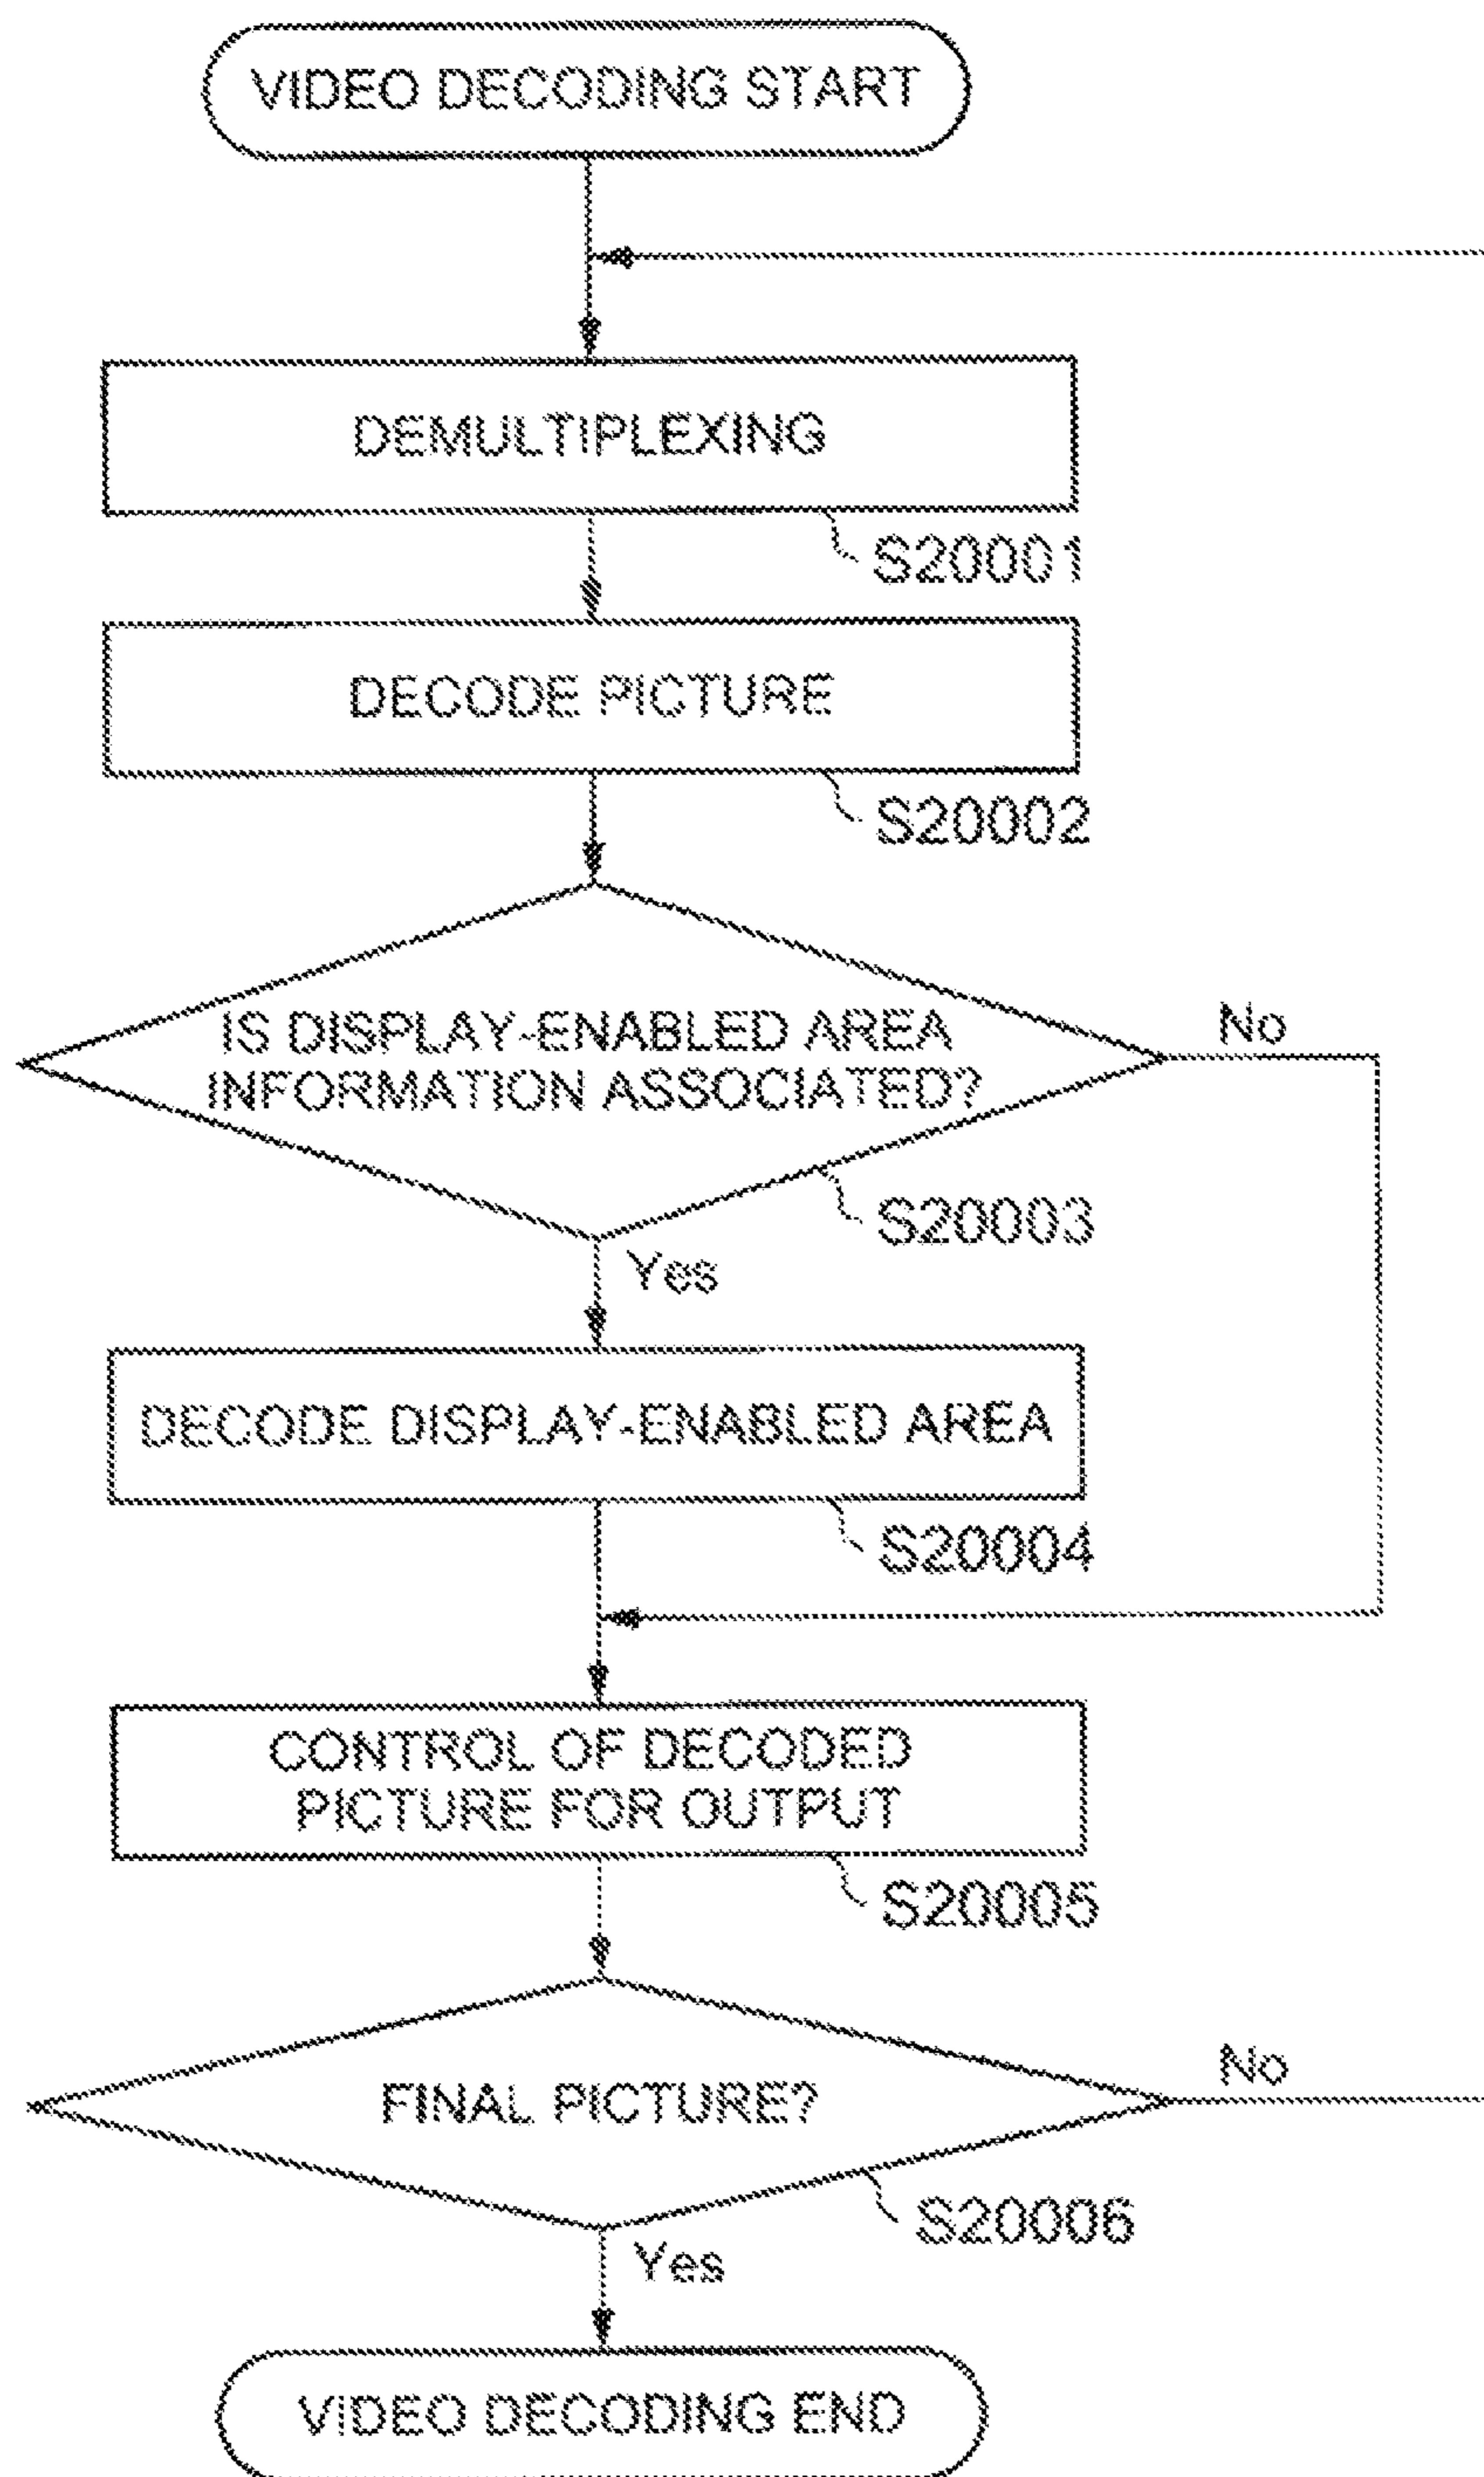 VIDEO DECODING START
DEMULTIPLEXING
S20001
DECODE PICTURE
S20002
IS DISPLAY-ENABLED AREA
INFORMATION ASSOCIATED?
No
S20003
Yes
DECODE DISPLAY-ENABLED AREA
S20004
CONTROL OF DECODED
PICTURE FOR OUTPUT
S20005
FINAL PICTURE?
No
S20006
Yes
VIDEO DECODING END